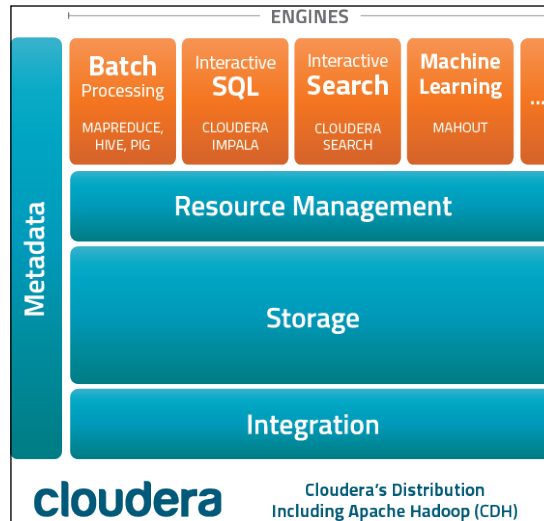 ENGINES
Metadata
Batch
Processing
MAPREDUCE,
HIVE, PIG
Interactive
SQL
CLOUDERA
IMPALA
Interactive
Search
CLOUDERA
SEARCH
Machine
Learning
MAHOUT
...
Resource Management
Storage
Integration
cloudera
Cloudera's Distribution
Including Apache Hadoop (CDH)